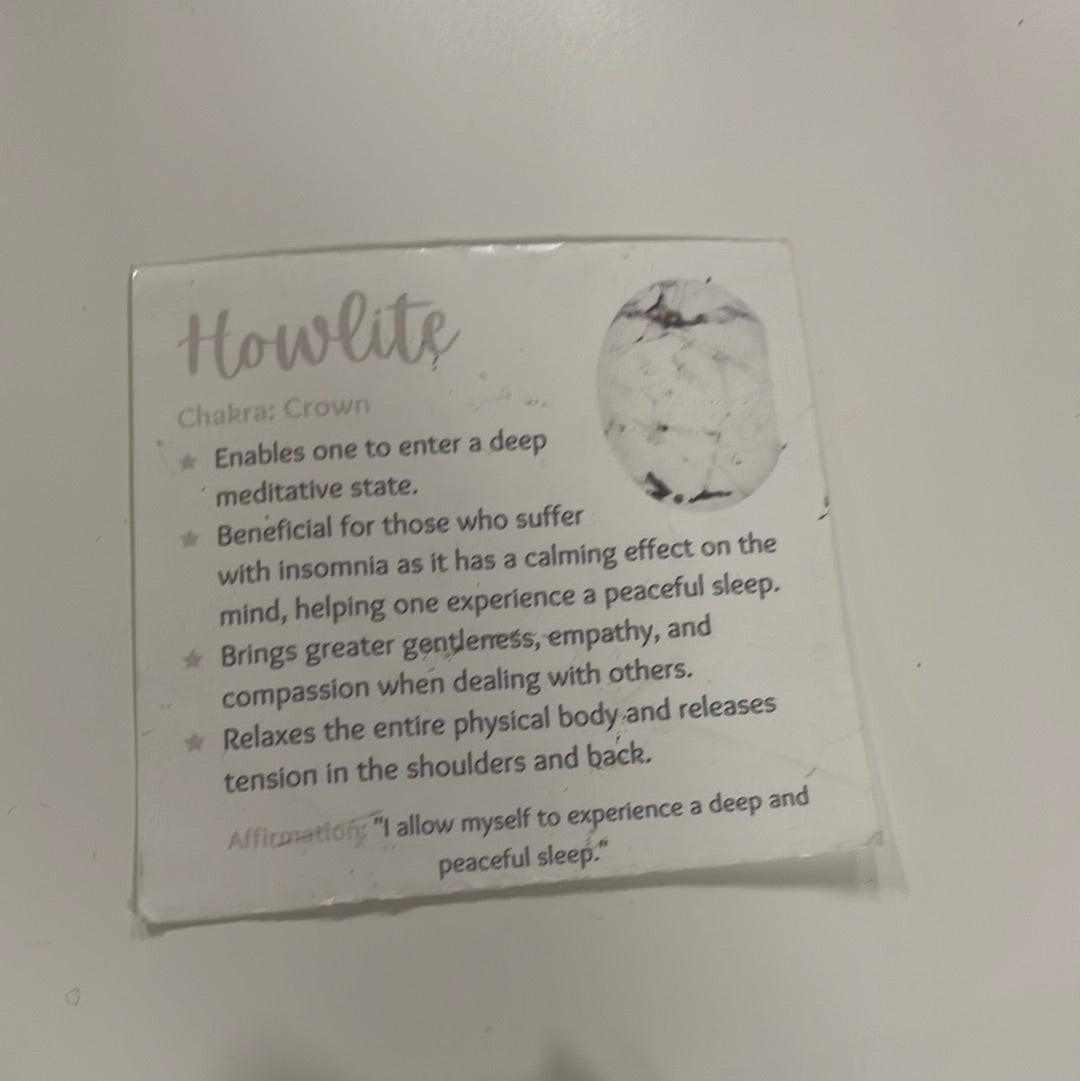 Howlite
Chakra: Crown
Enables one to enter a deep
meditative state.
Beneficial for those who suffer
with insomnia as it has a calming effect on the
mind, helping one experience a peaceful sleep.
Brings greater gentleness, empathy, and
compassion when dealing with others.
Relaxes the entire physical body and releases
tension in the shoulders and back.
Affirmation: "I allow myself to experience a deep and
peaceful sleep."